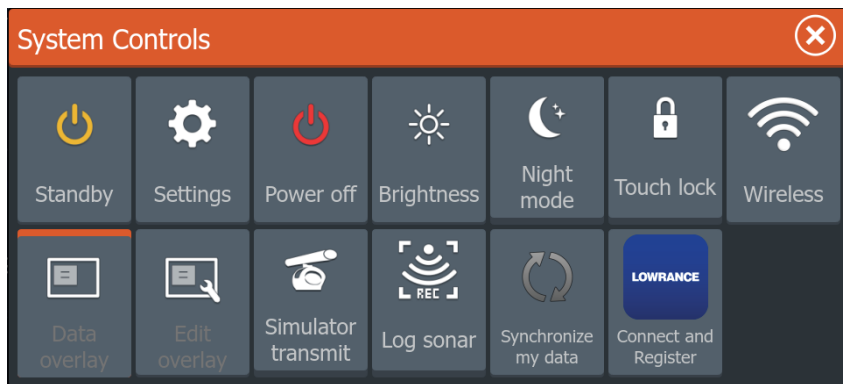 System Controls
Standby
Settings
Power off
Brightness
Night
mode
Touch lock
Wireless
Data
overlay
Edit
overlay
Simulator
transmit
REC
Log sonar
Synchronize
my data
LOWRANCE
Connect and
Register